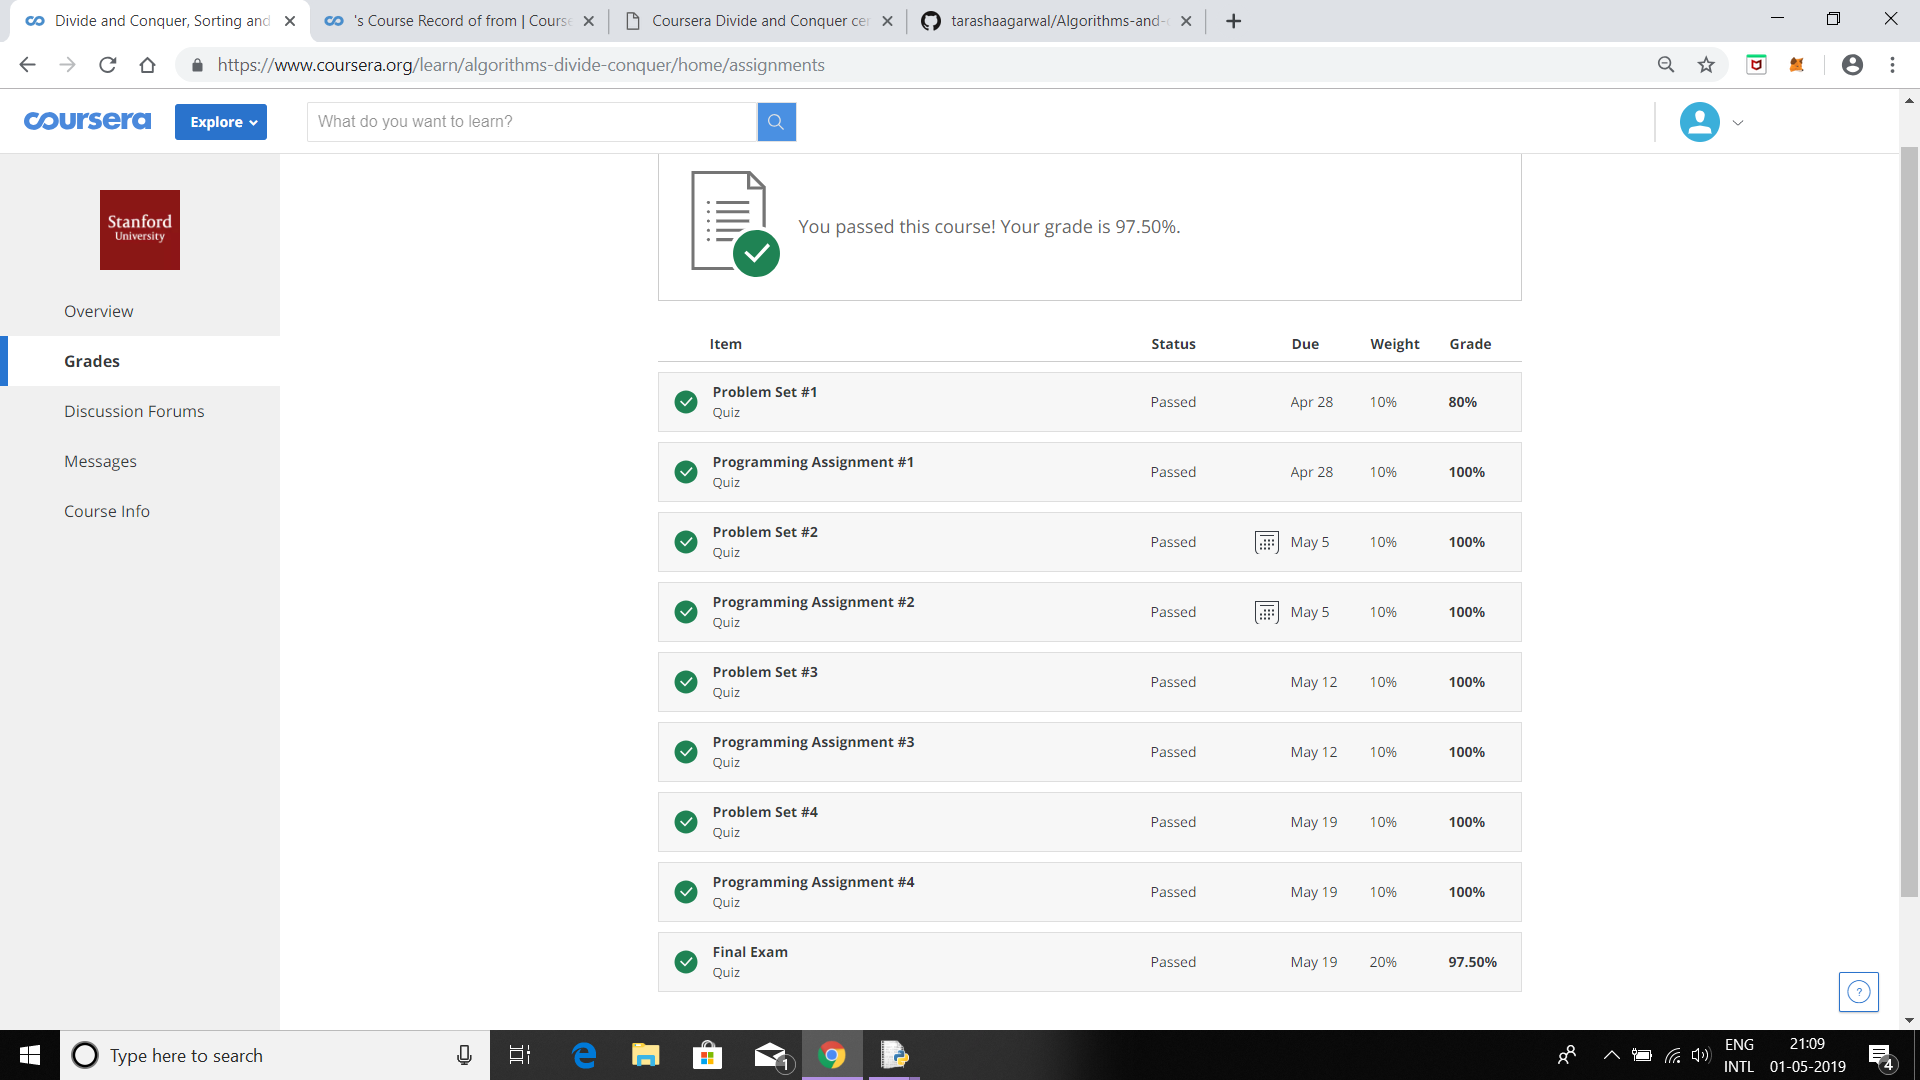 Divide and Conquer, Sorting and
's Course Record of from | Course
Coursera Divide and Conquer cer
tarashaagarwal/Algorithms-and-
https://www.coursera.org/learn/algorithms-divide-conquer/home/assignments
coursera
Explore
What do you want to learn?
Stanford
University
Overview
Grades
Discussion Forums
Messages
Course Info
You passed this course! Your grade is 97.50%.
Item Status Due Weight Grade
Problem Set #1
Quiz
Passed Apr 28 10% 80%
Programming Assignment #1
Quiz
Passed Apr 28 10% 100%
Problem Set #2
Quiz
Passed May 5 10% 100%
Programming Assignment #2
Quiz
Passed May 5 10% 100%
Problem Set #3
Quiz
Passed May 12 10% 100%
Programming Assignment #3
Quiz
Passed May 12 10% 100%
Problem Set #4
Quiz
Passed May 19 10% 100%
Programming Assignment #4
Quiz
Passed May 19 10% 100%
Final Exam
Quiz
Passed May 19 20% 97.50%
?
Type here to search
1
ENG
INTL
21:09
01-05-2019
4